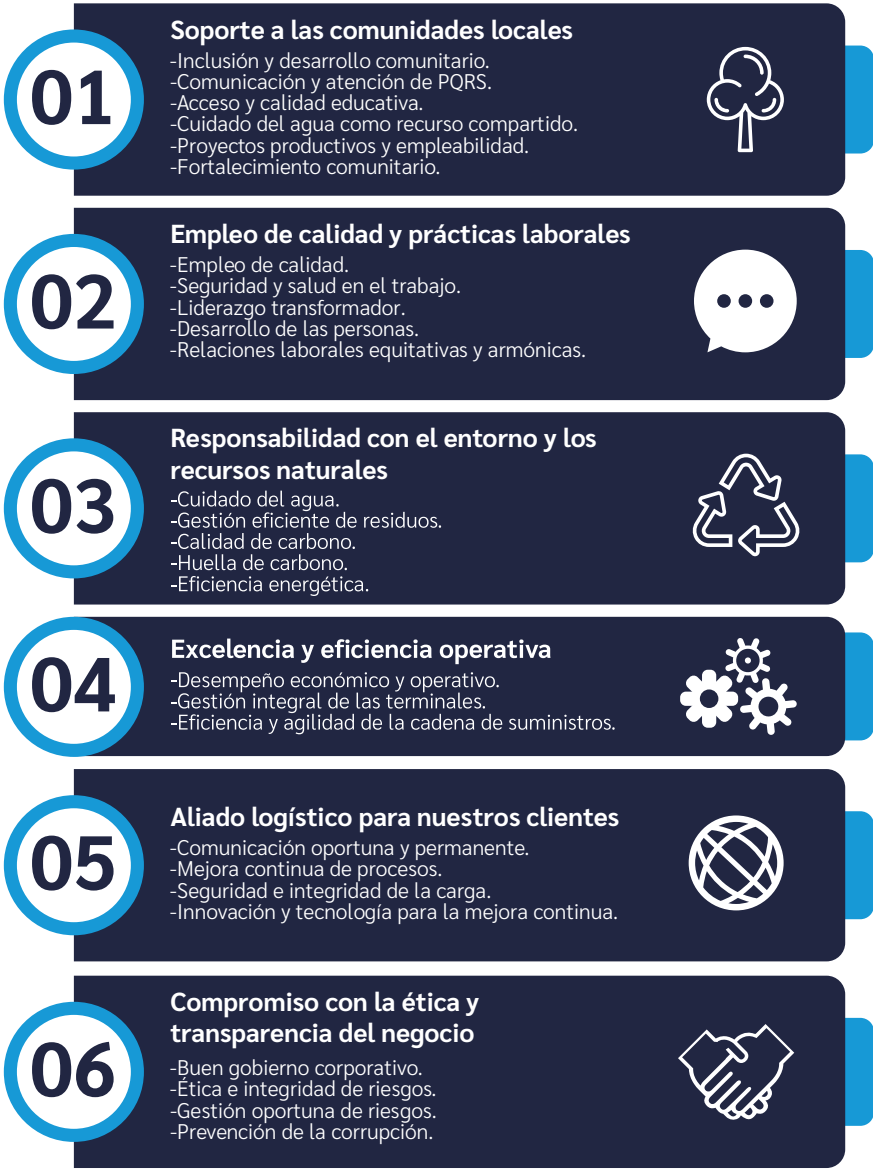 01
Soporte a las comunidades locales
-Inclusión y desarrollo comunitario.
-Comunicación y atención de PQRS.
-Acceso y calidad educativa.
-Cuidado del agua como recurso compartido.
-Proyectos productivos y empleabilidad.
-Fortalecimiento comunitario.
02
Empleo de calidad y prácticas laborales
-Empleo de calidad.
-Seguridad y salud en el trabajo.
-Liderazgo transformador.
-Desarrollo de las personas.
-Relaciones laborales equitativas y armónicas.
03
Responsabilidad con el entorno y los
recursos naturales
-Cuidado del agua.
-Gestión eficiente de residuos.
-Calidad de carbono.
-Huella de carbono.
-Eficiencia energética.
04
Excelencia y eficiencia operativa
-Desempeño económico y operativo.
-Gestión integral de las terminales.
-Eficiencia y agilidad de la cadena de suministros.
05
Aliado logístico para nuestros clientes
-Comunicación oportuna y permanente.
-Mejora continua de procesos.
-Seguridad e integridad de la carga.
-Innovación y tecnología para la mejora continua.
06
Compromiso con la ética y
transparencia del negocio
-Buen gobierno corporativo.
-Ética e integridad de riesgos.
-Gestión oportuna de riesgos.
-Prevención de la corrupción.